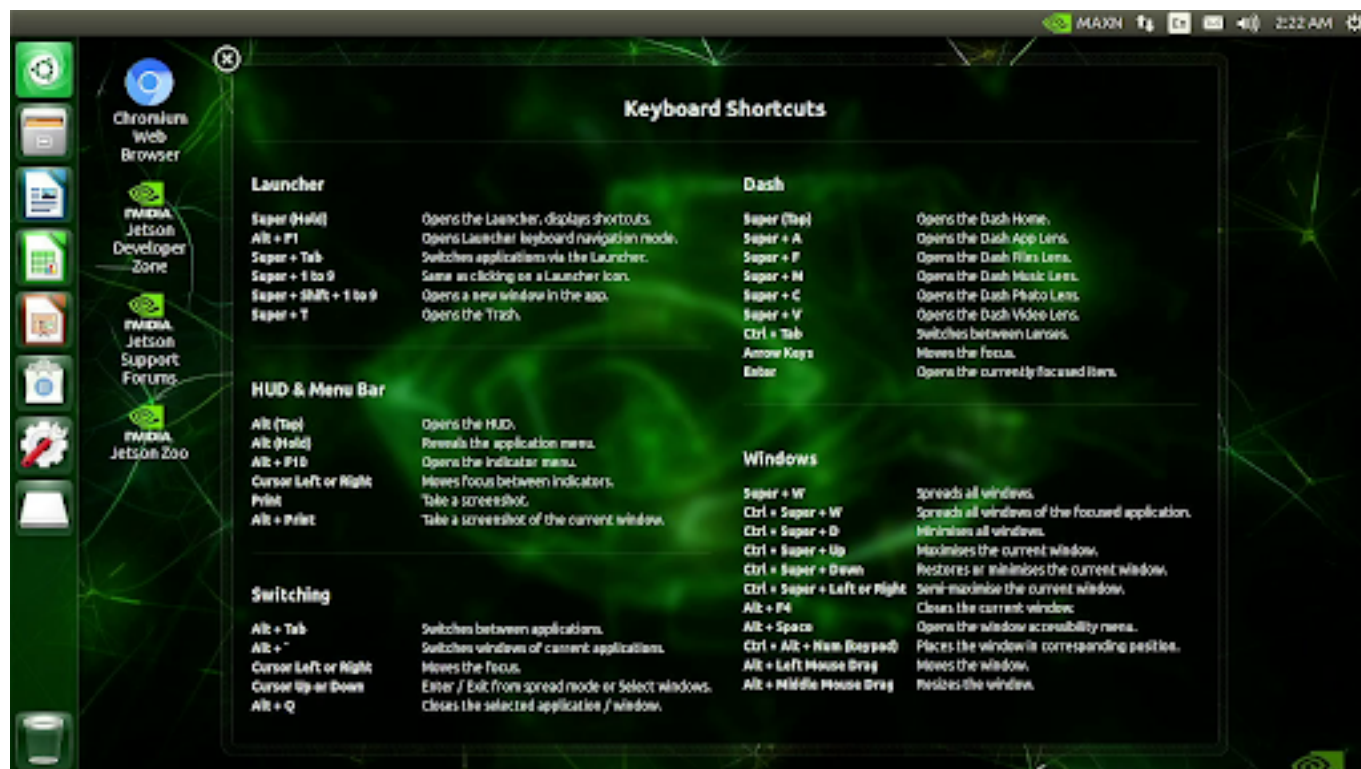 MAXN
En
2:22 AM
Chromium
Web
Browser
NVIDIA
Jetson
Developer
Zone
NVIDIA
Jetson
Support
Forums
NVIDIA
Jetson Zoo
Keyboard Shortcuts
Launcher
Super (Hold) Opens the Launcher, displays shortcuts.
Alt + F1 Opens Launcher keyboard navigation mode.
Super + Tab Switches applications via the Launcher.
Super + 1 to 9 Same as clicking on a Launcher icon.
Super + Shift + 1 to 9 Opens a new window in the app.
Super + T Opens the Trash.
HUD & Menu Bar
Alt (Tap) Opens the HUD.
Alt (Hold) Reveals the application menu.
Alt + F10 Opens the indicator menu.
Cursor Left or Right Moves focus between indicators.
Print Take a screenshot.
Alt + Print Take a screenshot of the current window.
Switching
Alt + Tab Switches between applications.
Alt + ` Switches windows of current applications.
Cursor Left or Right Moves the focus.
Cursor Up or Down Enter / Exit from spread mode or Select windows.
Alt + Q Closes the selected application / window.
Dash
Super (Tap) Opens the Dash Home.
Super + A Opens the Dash App Lens.
Super + F Opens the Dash Files Lens.
Super + M Opens the Dash Music Lens.
Super + C Opens the Dash Photo Lens.
Super + V Opens the Dash Video Lens.
Ctrl + Tab Switches between Lenses.
Arrow Keys Moves the focus.
Enter Opens the currently focused item.
Windows
Super + W Spreads all windows.
Ctrl + Super + W Spreads all windows of the focused application.
Ctrl + Super + D Minimises all windows.
Ctrl + Super + Up Maximises the current window.
Ctrl + Super + Down Restores or minimises the current window.
Ctrl + Super + Left or Right Semi-maximise the current window.
Alt + F4 Closes the current window.
Alt + Space Opens the window accessibility menu.
Ctrl + Alt + Num (keypad) Places the window in corresponding position.
Alt + Left Mouse Drag Moves the window.
Alt + Middle Mouse Drag Resizes the window.